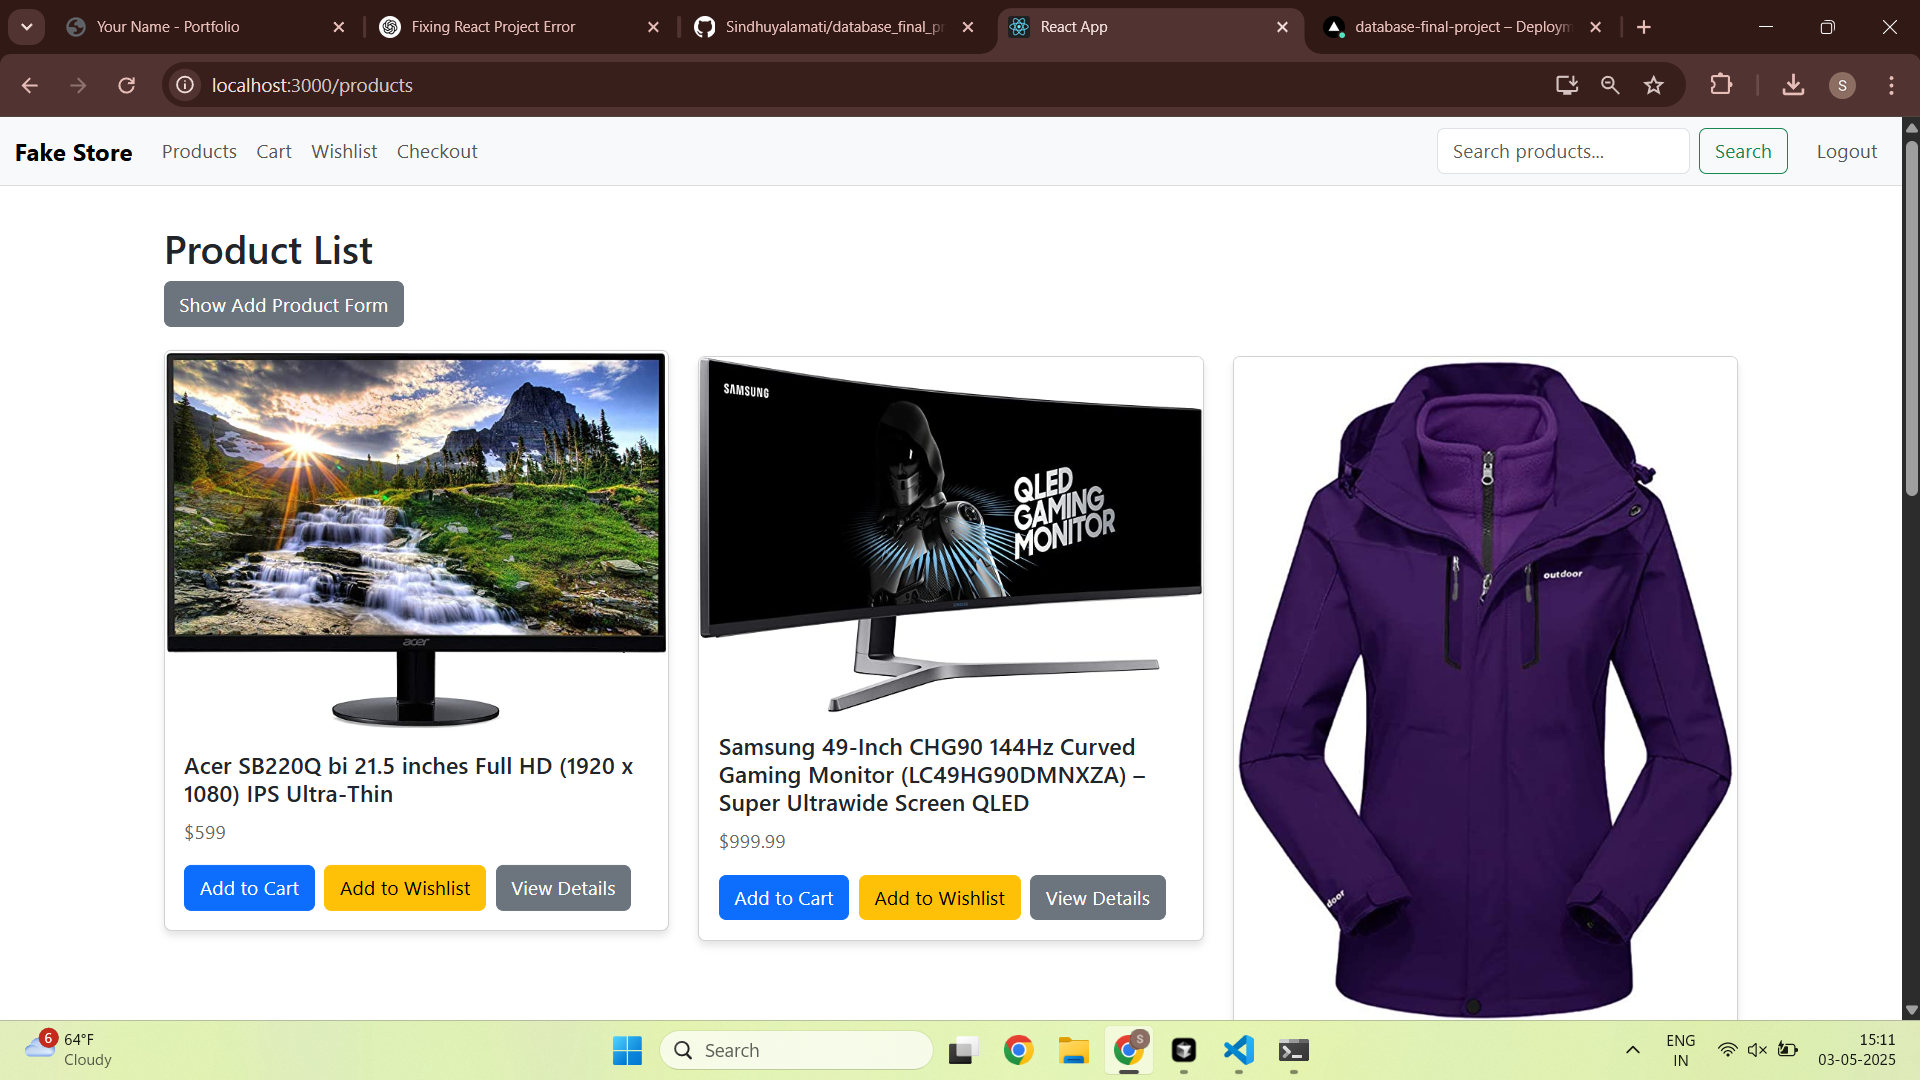 Your Name - Portfolio
Fixing React Project Error
Sindhuyalamati/database_final_pr
React App
database-final-project – Deploym
localhost:3000/products
S
Fake Store
Products
Cart
Wishlist
Checkout
Search products...
Search
Logout
Product List
Show Add Product Form
acer
Acer SB220Q bi 21.5 inches Full HD (1920 x
1080) IPS Ultra-Thin
$599
Add to Cart
Add to Wishlist
View Details
SAMSUNG
QLED
GAMING
MONITOR
Samsung 49-Inch CHG90 144Hz Curved
Gaming Monitor (LC49HG90DMNXZA) –
Super Ultrawide Screen QLED
$999.99
Add to Cart
Add to Wishlist
View Details
outdoor
door
6
64°F
Cloudy
Search
S
ENG
IN
15:11
03-05-2025